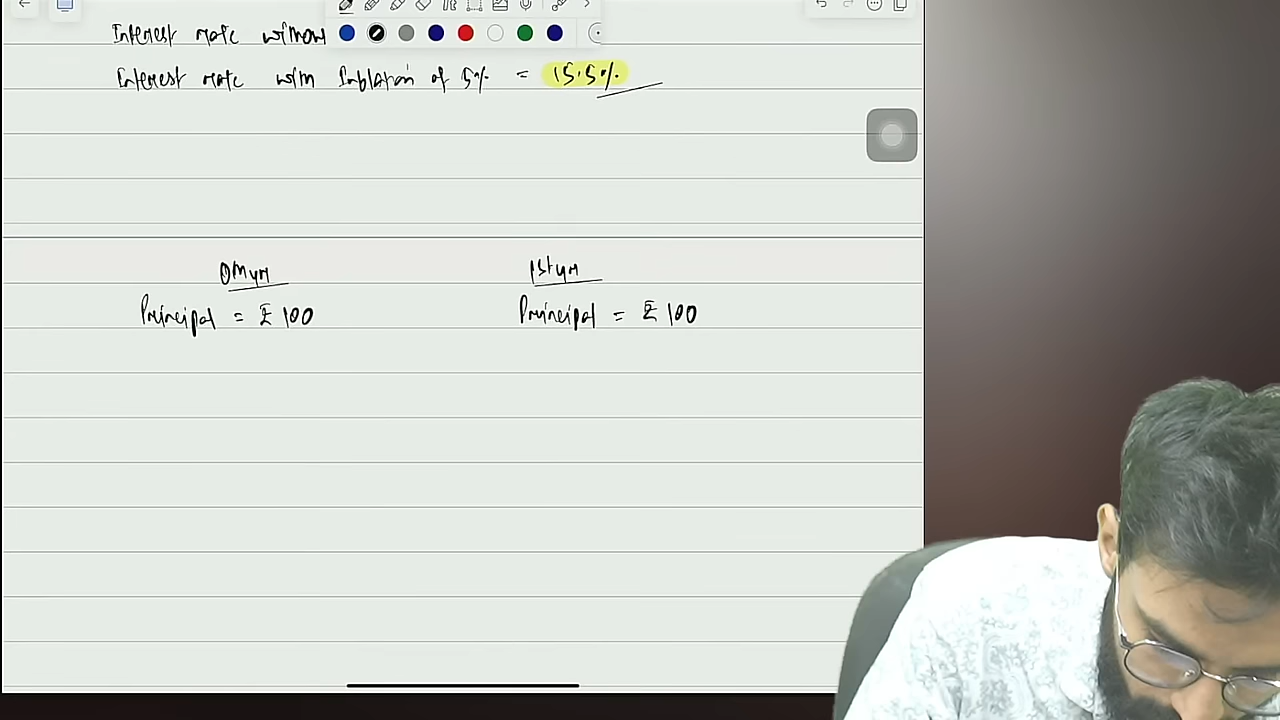 Interest rate without
Interest rate with Inflation of 5% = 15.5%
0th yr
1st yr
Principal = ₹ 100
Principal = ₹ 100